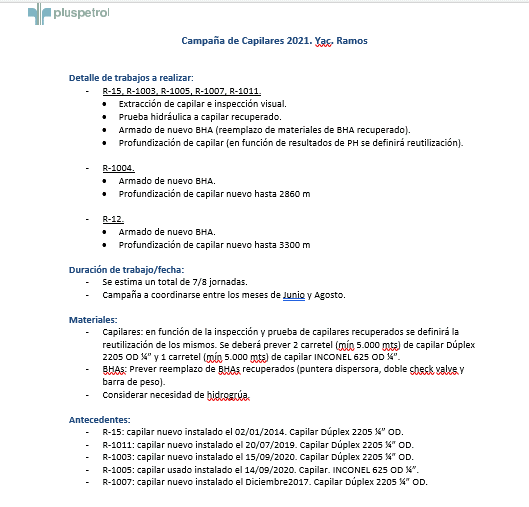 pluspetrol
Campaña de Capilares 2021. Yac. Ramos
Detalle de trabajos a realizar:
- R-15, R-1003, R-1005, R-1007, R-1011.
• Extracción de capilar e inspección visual.
• Prueba hidráulica a capilar recuperado.
• Armado de nuevo BHA (reemplazo de materiales de BHA recuperado).
• Profundización de capilar (en función de resultados de PH se definirá reutilización).
- R-1004.
• Armado de nuevo BHA.
• Profundización de capilar nuevo hasta 2860 m
- R-12.
• Armado de nuevo BHA.
• Profundización de capilar nuevo hasta 3300 m
Duración de trabajo/fecha:
- Se estima un total de 7/8 jornadas.
- Campaña a coordinarse entre los meses de Junio y Agosto.
Materiales:
- Capilares: en función de la inspección y prueba de capilares recuperados se definirá la
reutilización de los mismos. Se deberá prever 2 carretel (mín 5.000 mts) de capilar Dúplex
2205 OD ¼” y 1 carretel (mín 5.000 mts) de capilar INCONEL 625 OD ¼”.
- BHAs: Prever reemplazo de BHAs recuperados (puntera dispersora, doble check valve y
barra de peso).
- Considerar necesidad de hidrogrúa.
Antecedentes:
- R-15: capilar nuevo instalado el 02/01/2014. Capilar Dúplex 2205 ¼” OD.
- R-1011: capilar nuevo instalado el 20/07/2019. Capilar Dúplex 2205 ¼” OD.
- R-1003: capilar nuevo instalado el 15/09/2020. Capilar Dúplex 2205 ¼” OD.
- R-1005: capilar usado instalado el 14/09/2020. Capilar. INCONEL 625 OD ¼”.
- R-1007: capilar nuevo instalado el Diciembre2017. Capilar Dúplex 2205 ¼” OD.